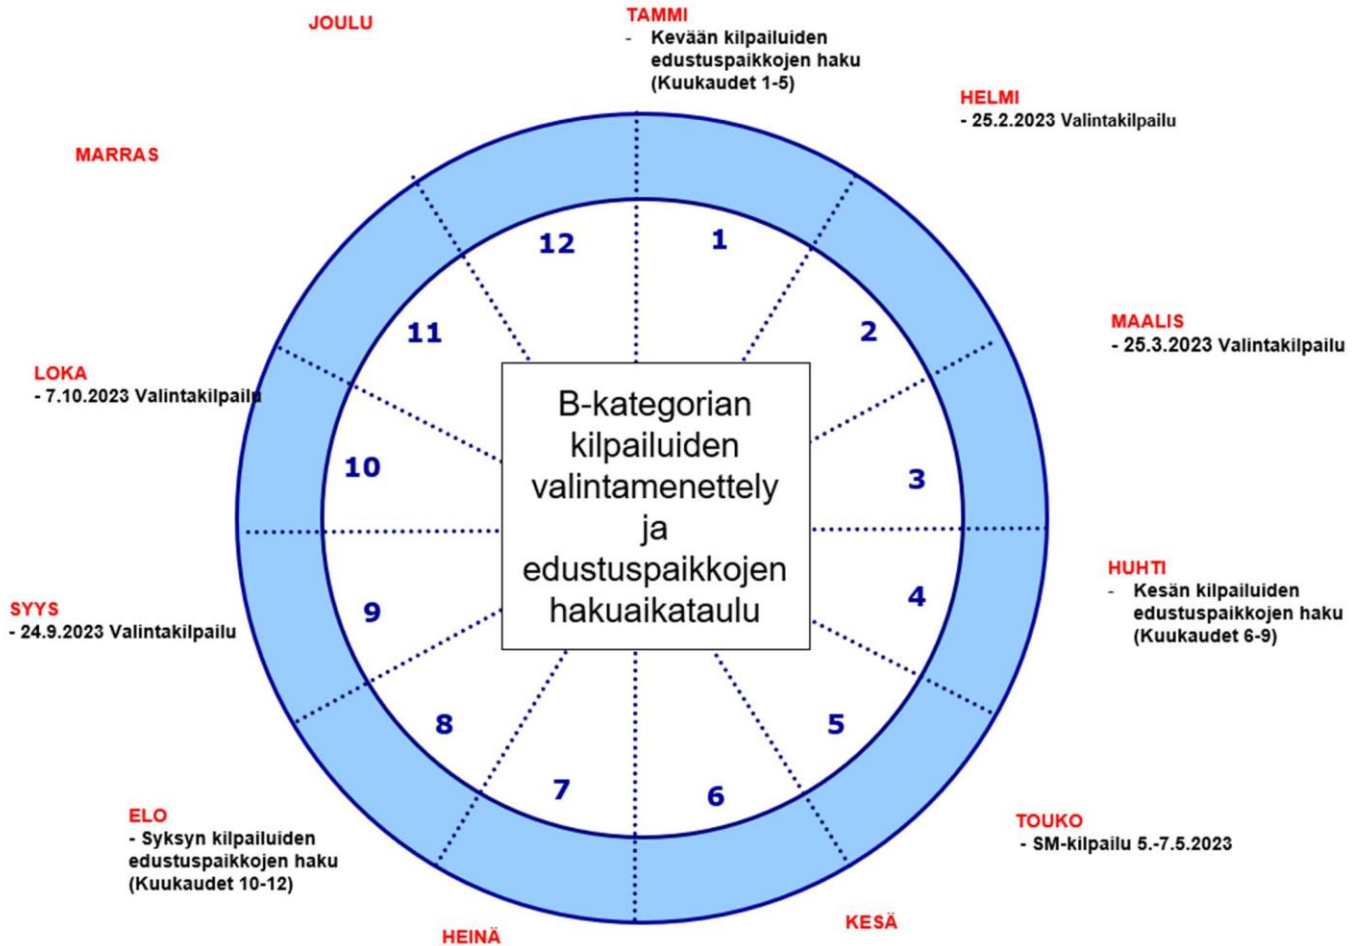 JOULU
TAMMI
- Kevään kilpailuiden
edustuspaikkojen haku
(Kuukaudet 1-5)
HELMI
- 25.2.2023 Valintakilpailu
MARRAS
MAALIS
- 25.3.2023 Valintakilpailu
LOKA
- 7.10.2023 Valintakilpailu
HUHTI
- Kesän kilpailuiden
edustuspaikkojen haku
(Kuukaudet 6-9)
SYYS
- 24.9.2023 Valintakilpailu
ELO
- Syksyn kilpailuiden
edustuspaikkojen haku
(Kuukaudet 10-12)
TOUKO
- SM-kilpailu 5.-7.5.2023
HEINÄ
KESÄ
12
1
11
2
10
3
9
4
8
5
7
6
B-kategorian
kilpailuiden
valintamenettely
ja
edustuspaikkojen
hakuaikataulu